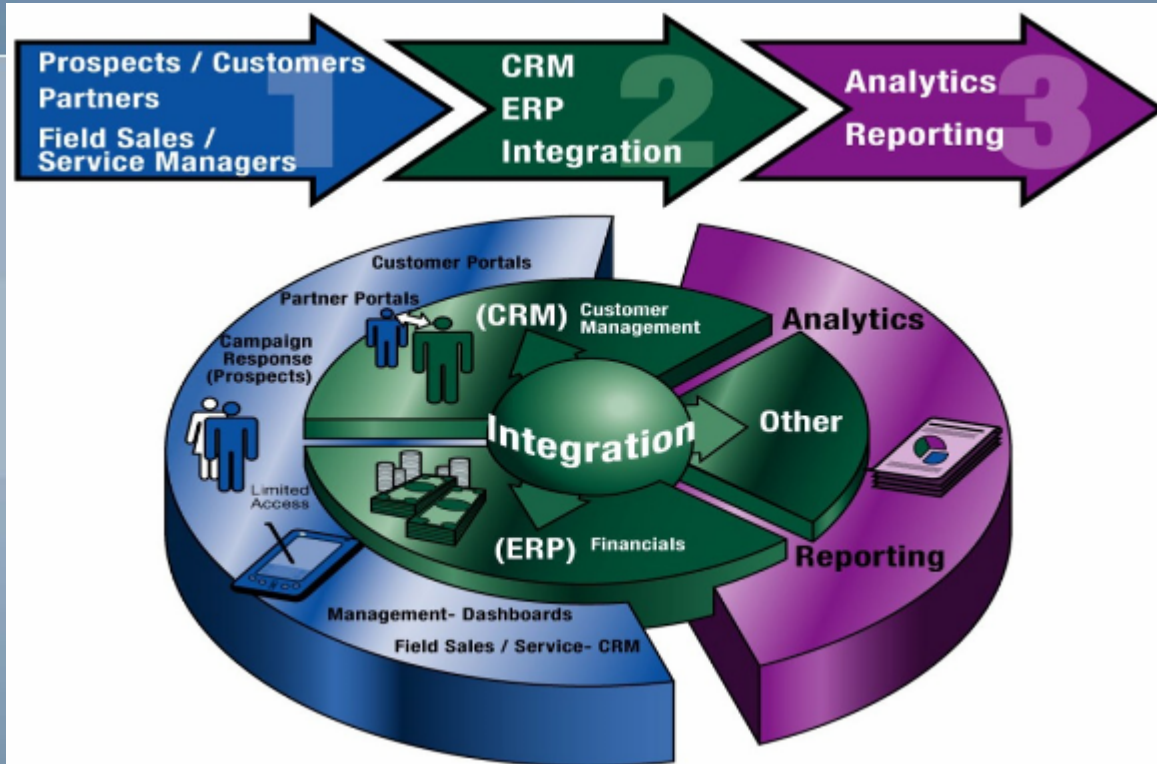 Prospects / Customers
Partners
Field Sales /
Service Managers
1
CRM
ERP
Integration
2
Analytics
Reporting
3
Customer Portals
Partner Portals
Campaign
Response
(Prospects)
Limited
Access
Management- Dashboards
Field Sales / Service- CRM
(CRM) Customer
Management
Integration
Other
(ERP) Financials
Analytics
Reporting